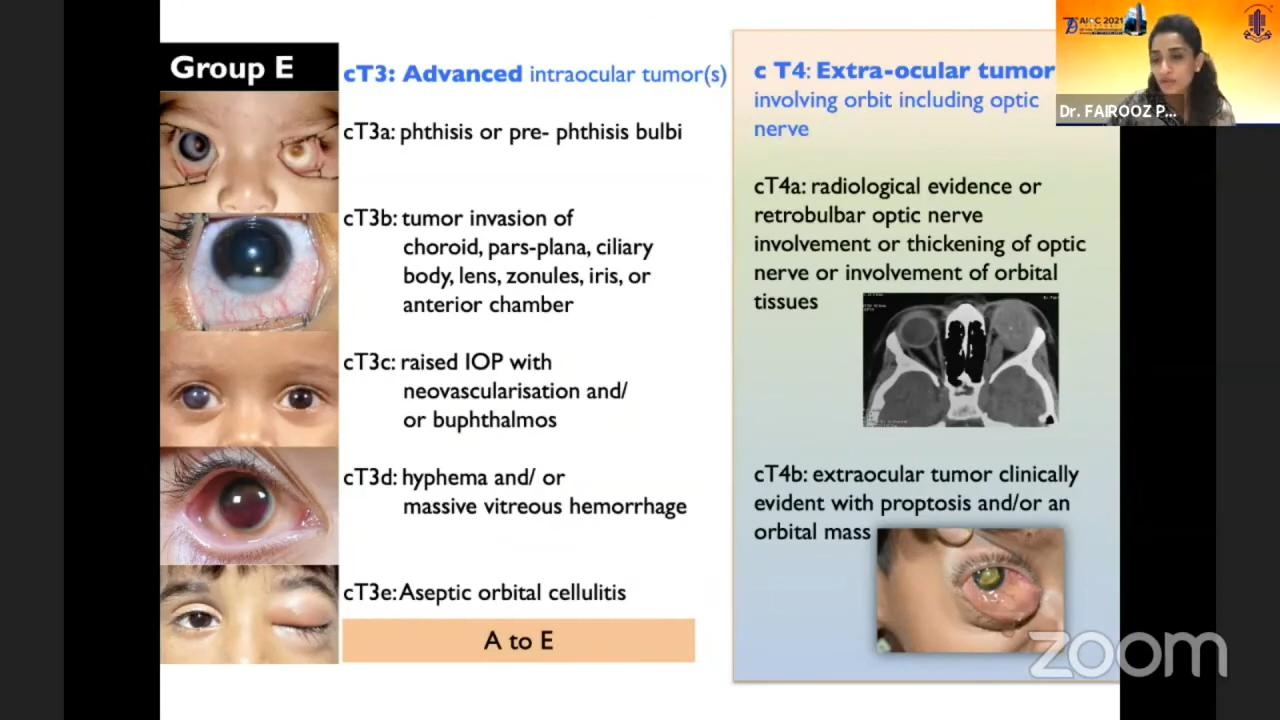 Group E
cT3: Advanced intraocular tumor(s)
cT3a: phthisis or pre- phthisis bulbi
cT3b: tumor invasion of
choroid, pars-plana, ciliary
body, lens, zonules, iris, or
anterior chamber
cT3c: raised IOP with
neovascularisation and/
or buphthalmos
cT3d: hyphema and/ or
massive vitreous hemorrhage
cT3e: Aseptic orbital cellulitis
A to E
c T4: Extra-ocular tumor
involving orbit including optic
nerve
cT4a: radiological evidence or
retrobulbar optic nerve
involvement or thickening of optic
nerve or involvement of orbital
tissues
cT4b: extraocular tumor clinically
evident with proptosis and/or an
orbital mass
AIOC 2021
Dr. FAIROOZ P...
zoom